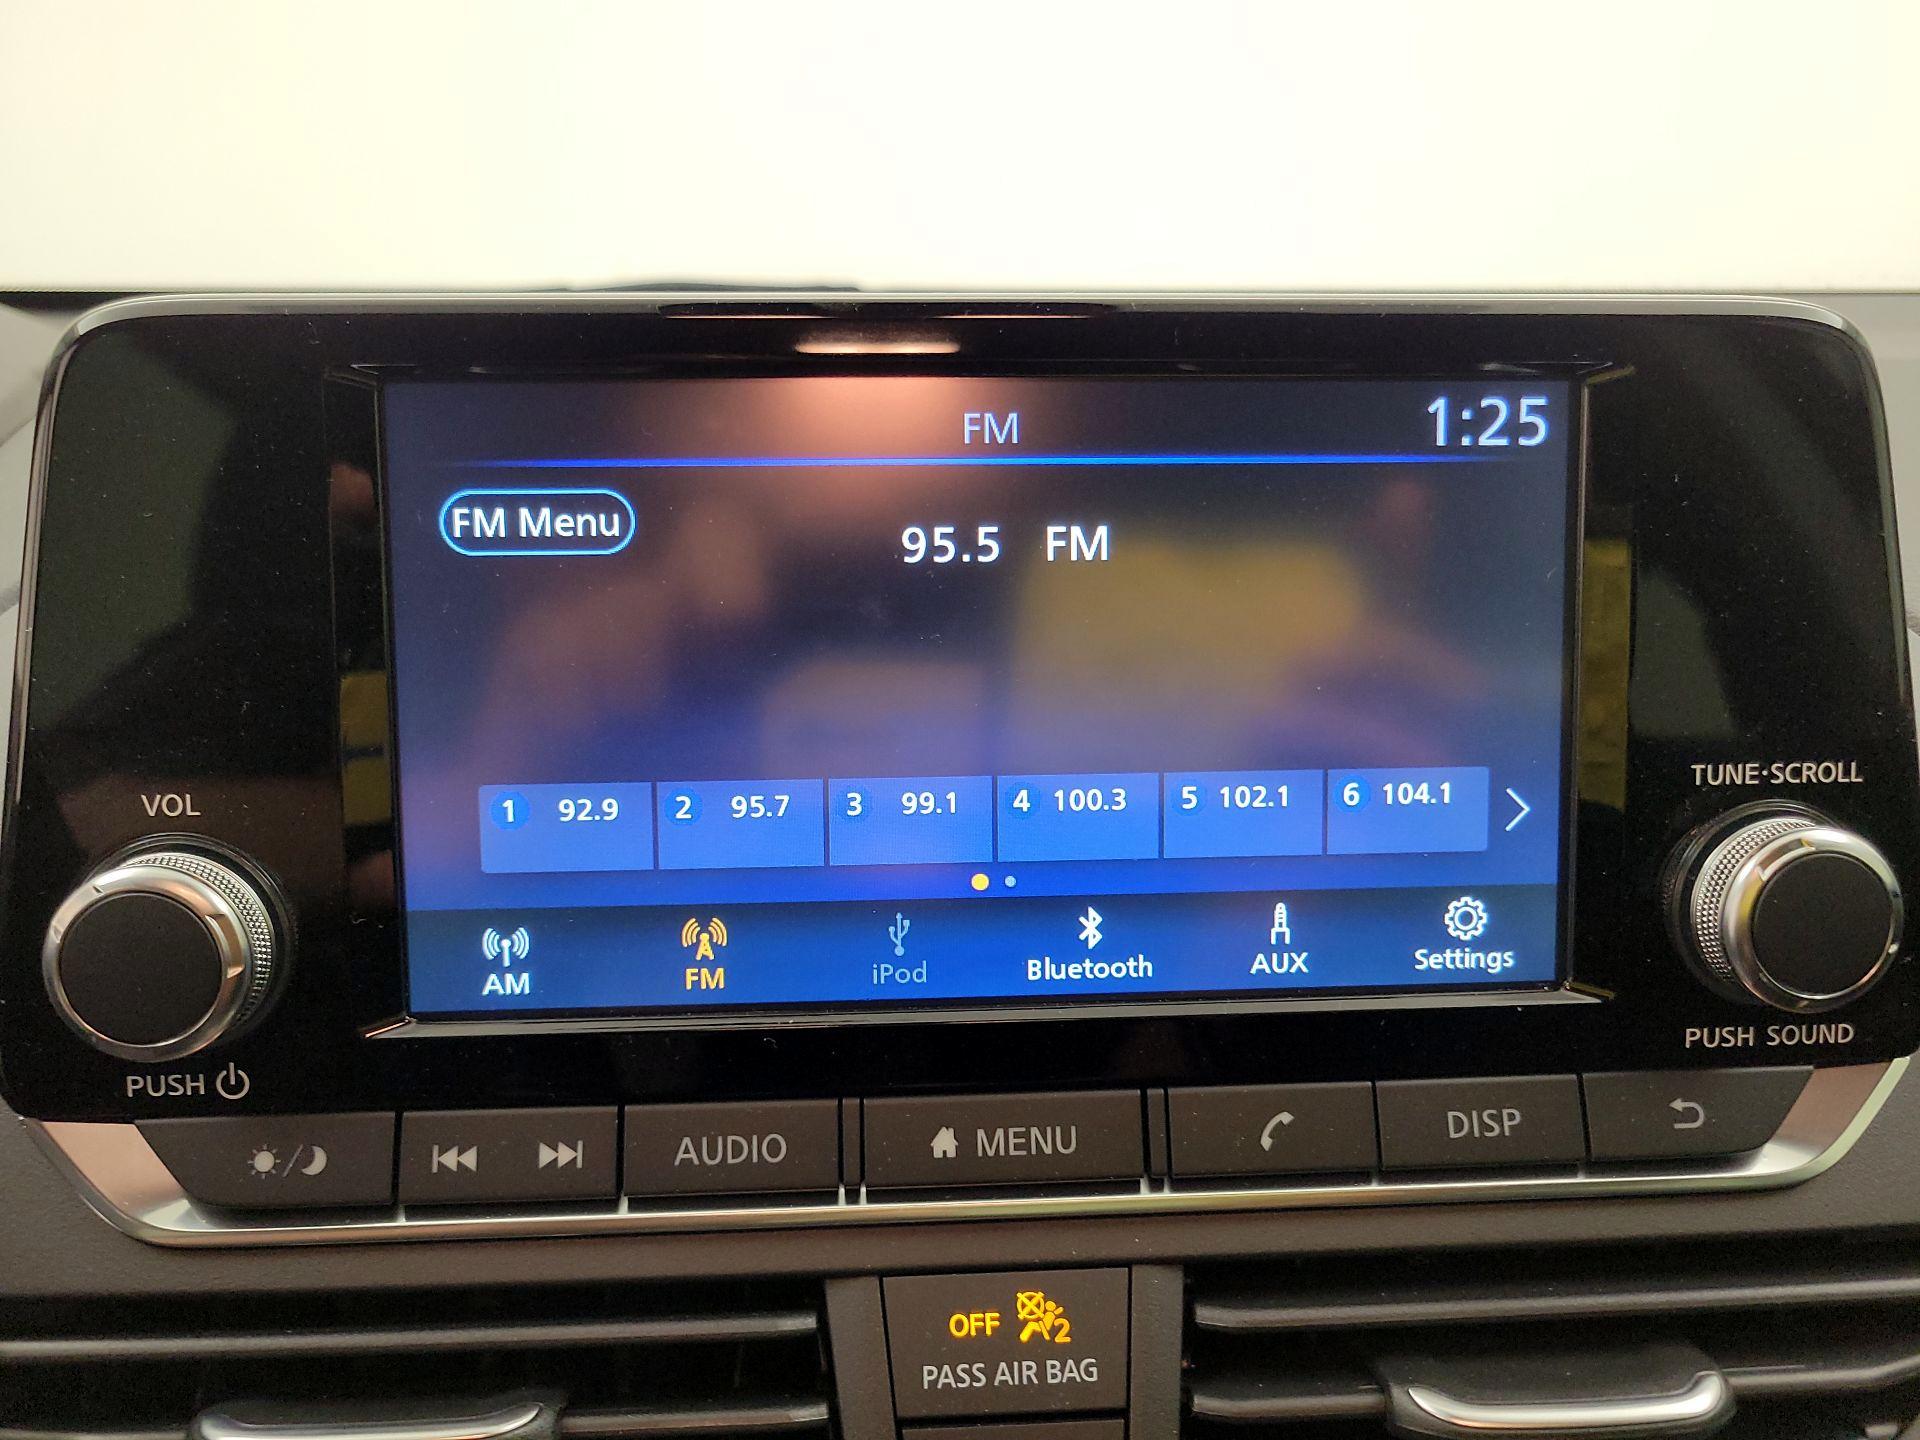 FM
1:25
FM Menu
95.5 FM
1 92.9
2 95.7
3 99.1
4 100.3
5 102.1
6 104.1
AM
FM
iPod
Bluetooth
AUX
Settings
VOL
PUSH
TUNE·SCROLL
PUSH SOUND
AUDIO
MENU
DISP
OFF 2
PASS AIR BAG